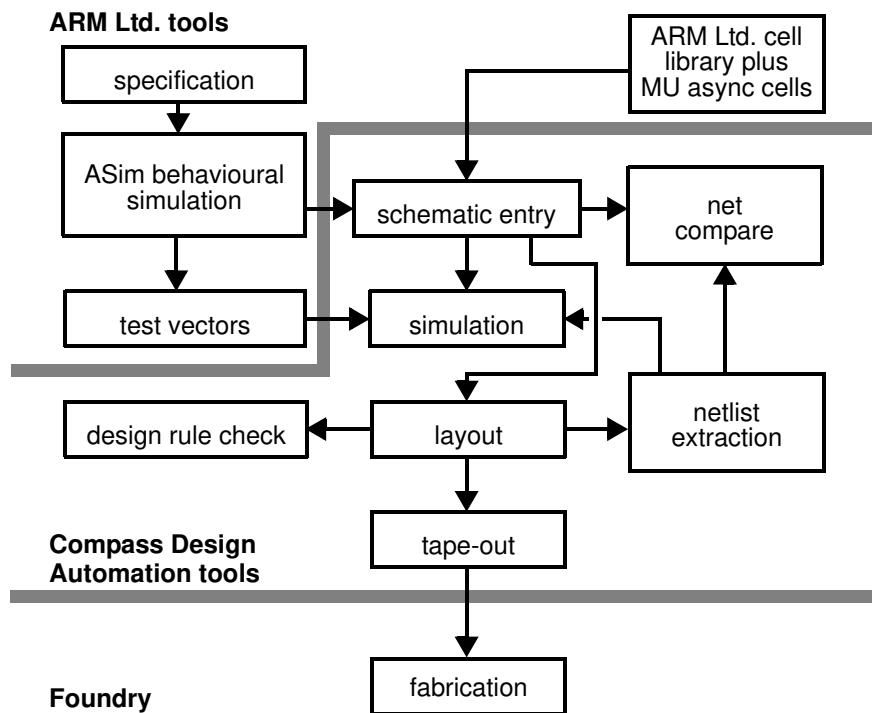 ARM Ltd. tools
ARM Ltd. cell
library plus
MU async cells
specification
ASim behavioural
simulation
schematic entry
net
compare
test vectors
simulation
design rule check
layout
netlist
extraction
Compass Design
Automation tools
tape-out
Foundry
fabrication